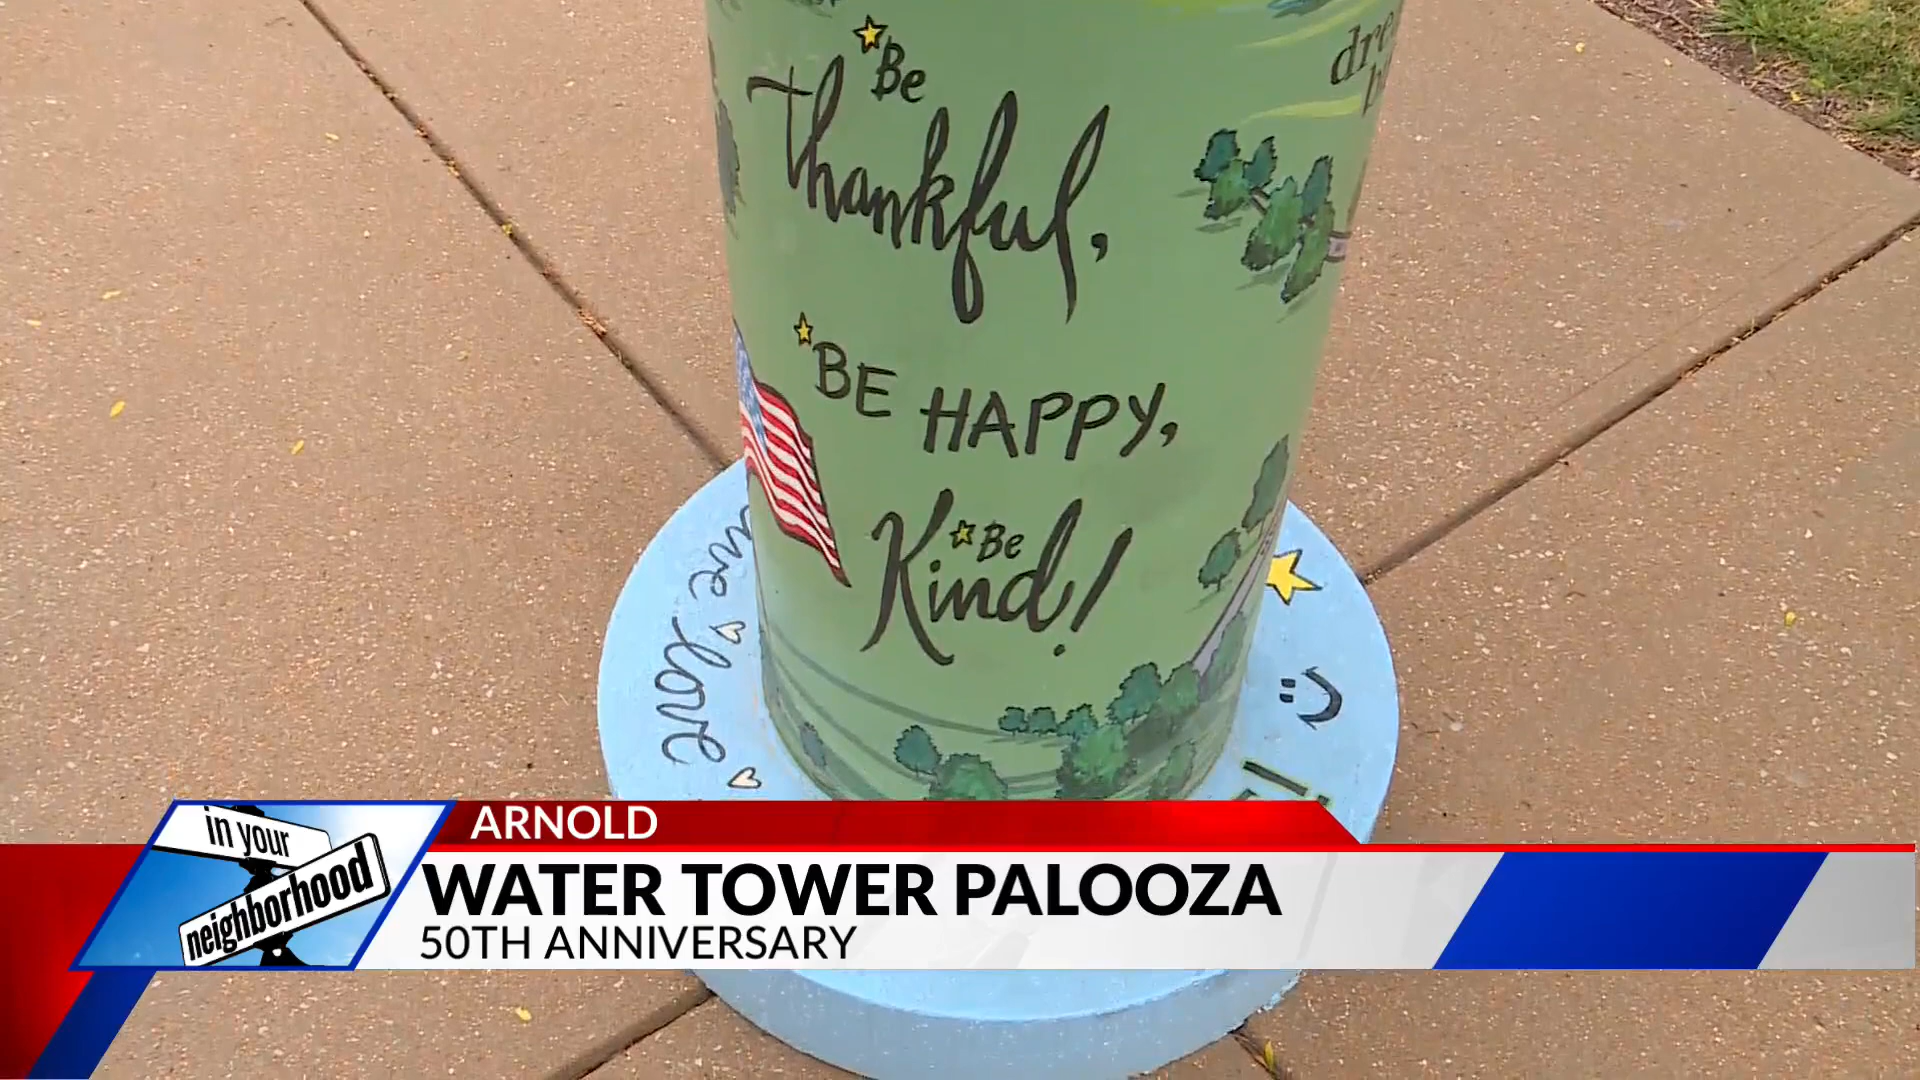 Be
Thankful,
BE HAPPY,
Be
Kind!
love
in your
neighborhood
ARNOLD
WATER TOWER PALOOZA
50TH ANNIVERSARY